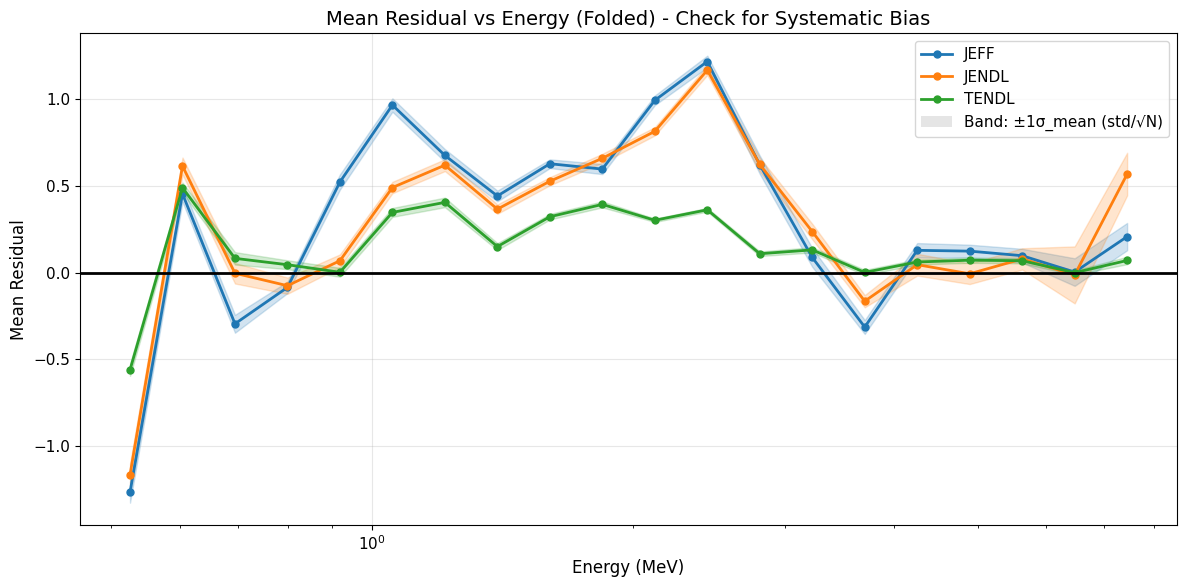 Mean Residual vs Energy (Folded) - Check for Systematic Bias
JEFF
JENDL
TENDL
Band: ±1σ_mean (std/√N)
Mean Residual
1.0
0.5
0.0
−0.5
−1.0
10⁰
Energy (MeV)